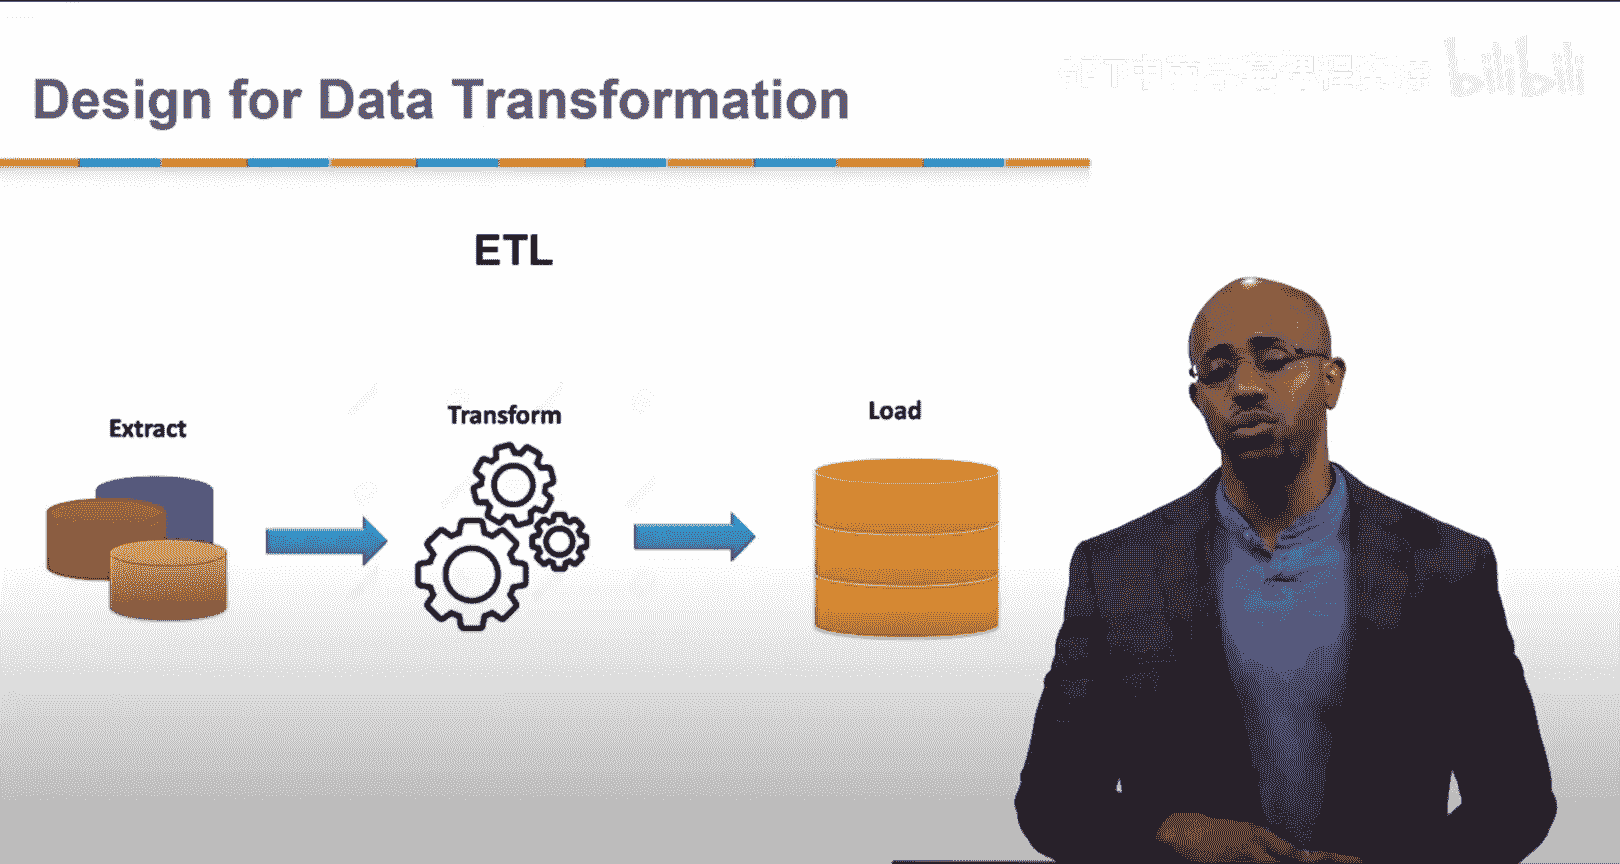 bilibili
Design for Data Transformation
ETL
Extract
Transform
Load